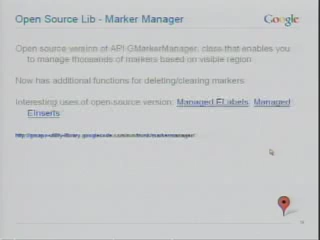 Open Source Lib - Marker Manager
Google
Open source version of API GMarkerManager, class that enables you
to manage thousands of markers based on visible region
Now has additional functions for deleting/clearing markers.
Interesting uses of open-source version: Managed ELabels, Managed
EInserts